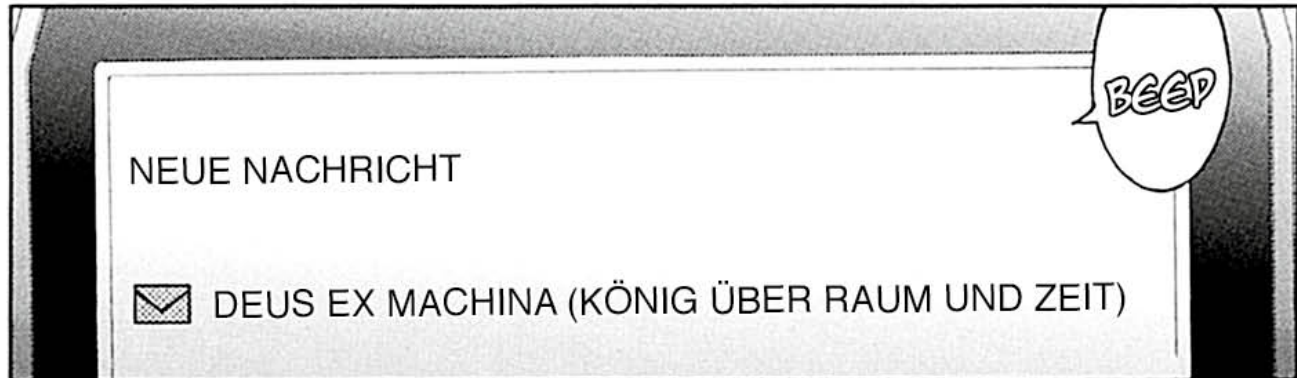 BEEP
NEUE NACHRICHT
DEUS EX MACHINA (KÖNIG ÜBER RAUM UND ZEIT)